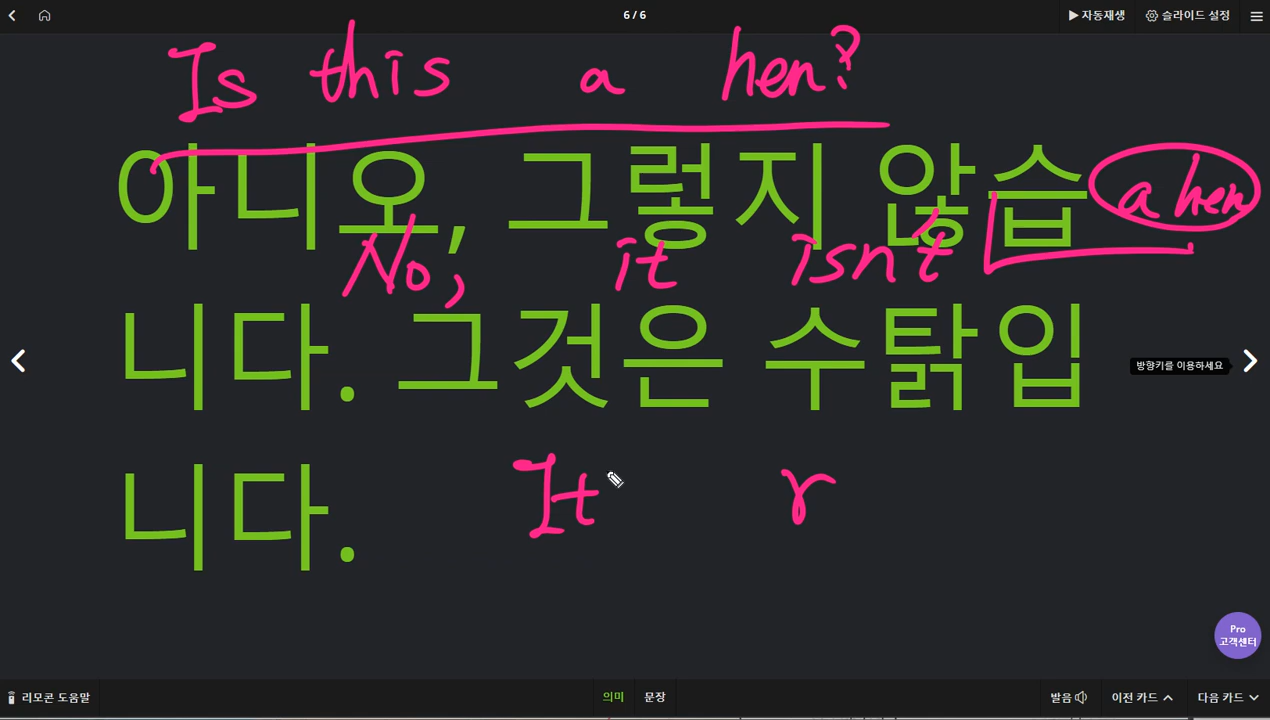 6 / 6
자동재생
슬라이드 설정
Is this a hen?
아니오, 그렇지 않습
a hen
No, it isn't
니다. 그것은 수탉입
방향키를 이용하세요
니다.
It r
Pro
고객센터
리모콘 도움말
의미
문장
발음
이전 카드
다음 카드